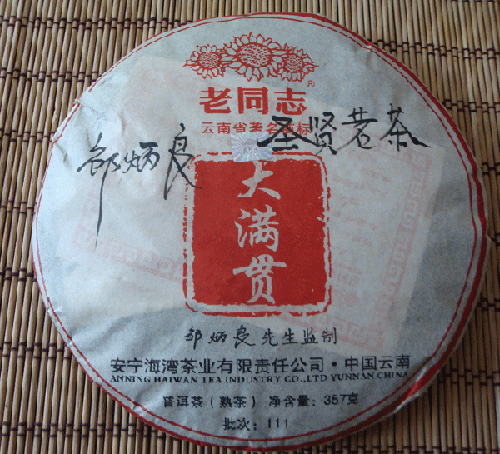 老同志
云南省著名商标
邹炳良
圣贤茗茶
大满贯
邹炳良先生监制
安宁海湾茶业有限责任公司·中国云南
ANNING HAIWAN TEA INDUSTRY CO.,LTD YUNNAN CHINA
普洱茶(熟茶) 净含量:357克
批次:111